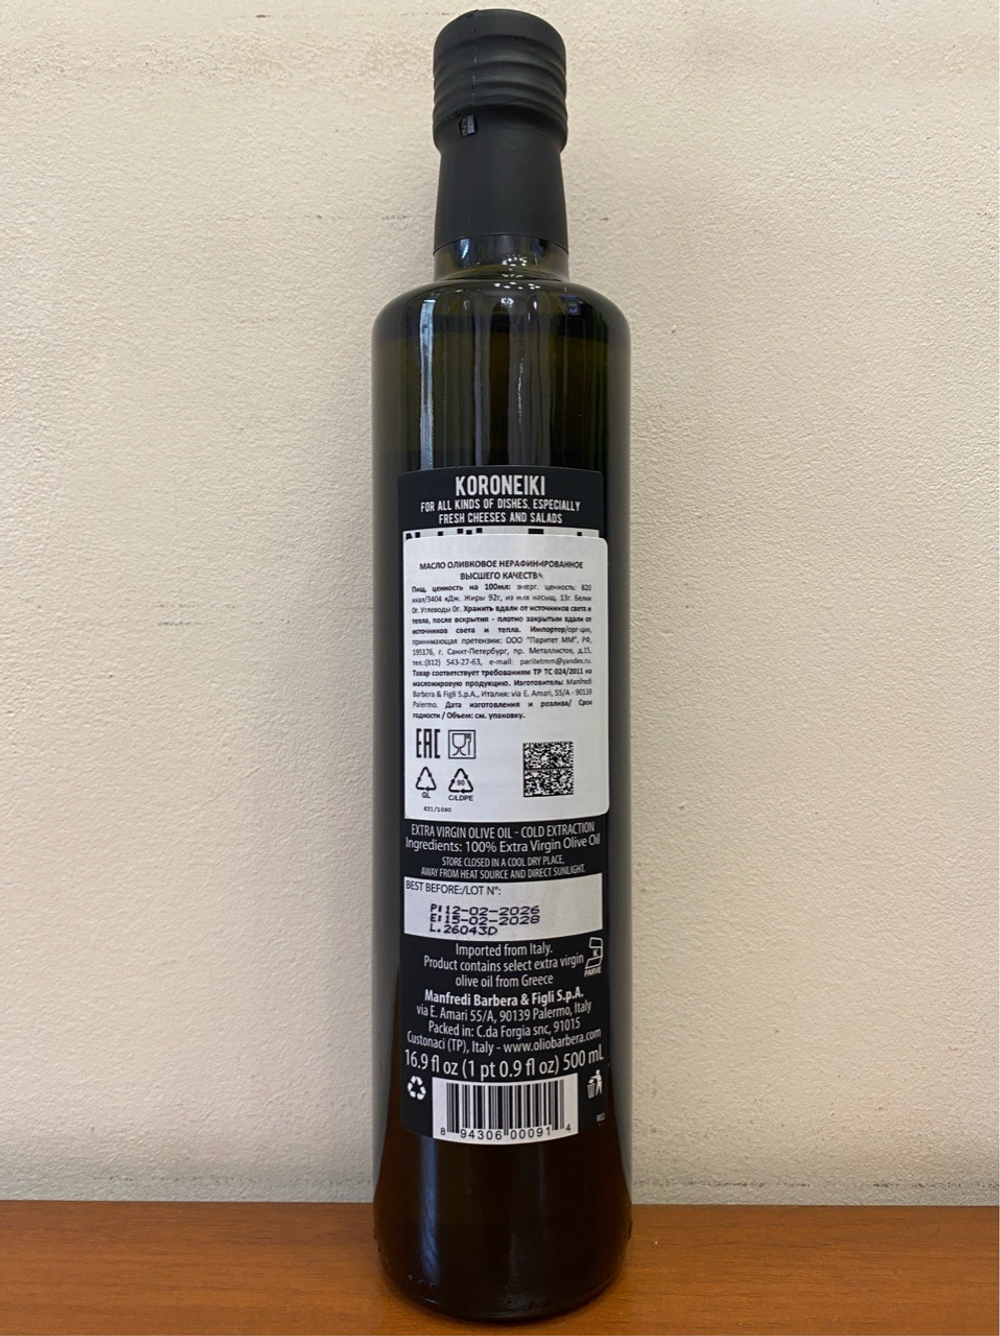 KORONEIKI
FOR ALL KINDS OF DISHES, ESPECIALLY
FRESH CHEESES AND SALADS
МАСЛО ОЛИВКОВОЕ НЕРАФИНИРОВАННОЕ
ВЫСШЕГО КАЧЕСТВА
Пищ. ценность на 100мл: энерг. ценность: 820
ккал/3404 кДж. Жиры 92г, из них насыщ. 13г. Белки
0г. Углеводы 0г. Хранить вдали от источников света и
тепла, после вскрытия - плотно закрытым вдали от
источников света и тепла. Импортер/орг-ция,
принимающая претензии: ООО "Паритет ММ", РФ,
195176, г. Санкт-Петербург, пр. Металлистов, д.15,
тел.:(812) 543-27-63, e-mail: paritetmm@yandex.ru.
Товар соответствует требованиям ТР ТС 024/2011 на
масложировую продукцию. Изготовитель: Manfredi
Barbera & Figli S.p.A., Италия: via E. Amari, 55/A - 90139
Palermo. Дата изготовления и розлива/ Срок
годности / Объем: см. упаковку.
EAC
GL
90
C/LDPE
621/1090
EXTRA VIRGIN OLIVE OIL - COLD EXTRACTION
Ingredients: 100% Extra Virgin Olive Oil
STORE CLOSED IN A COOL DRY PLACE,
AWAY FROM HEAT SOURCE AND DIRECT SUNLIGHT.
BEST BEFORE:/LOT N°:
P:12-02-2026
E:15-02-2028
L.26043D
Imported from Italy.
Product contains select extra virgin
olive oil from Greece
K
PARVE
Manfredi Barbera & Figli S.p.A.
via E. Amari 55/A, 90139 Palermo, Italy
Packed in: C.da Forgia snc, 91015
Custonaci (TP), Italy - www.oliobarbera.com
16.9 fl oz (1 pt 0.9 fl oz) 500 mL
8 94306 00091 4